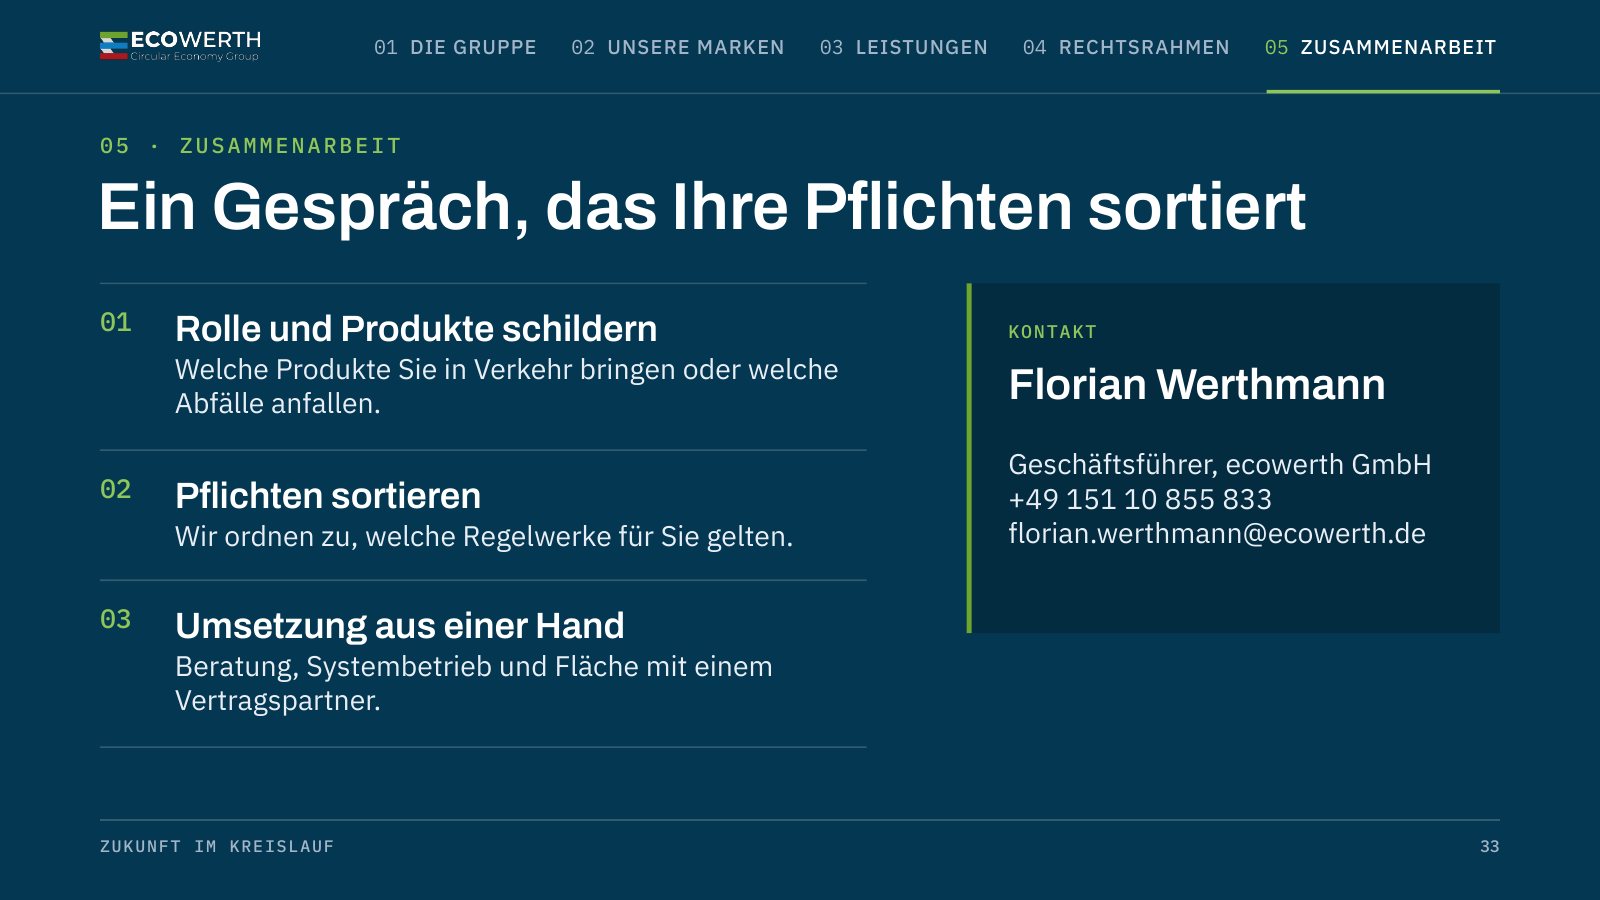 ECOWERTH
Circular Economy Group
01 DIE GRUPPE
02 UNSERE MARKEN
03 LEISTUNGEN
04 RECHTSRAHMEN
05 ZUSAMMENARBEIT
05 · ZUSAMMENARBEIT
Ein Gespräch, das Ihre Pflichten sortiert
01
Rolle und Produkte schildern
Welche Produkte Sie in Verkehr bringen oder welche
Abfälle anfallen.
02
Pflichten sortieren
Wir ordnen zu, welche Regelwerke für Sie gelten.
03
Umsetzung aus einer Hand
Beratung, Systembetrieb und Fläche mit einem
Vertragspartner.
KONTAKT
Florian Werthmann
Geschäftsführer, ecowerth GmbH
+49 151 10 855 833
florian.werthmann@ecowerth.de
ZUKUNFT IM KREISLAUF
33